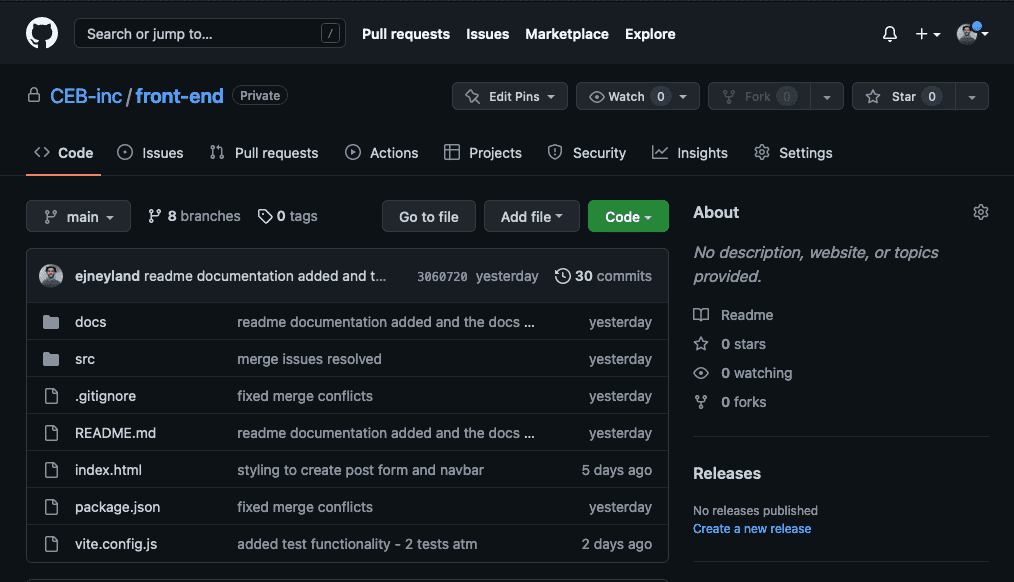 Search or jump to... /
Pull requests Issues Marketplace Explore
CEB-inc / front-end Private
Edit Pins Watch 0 Fork 0 Star 0
Code Issues Pull requests Actions Projects Security Insights Settings
main 8 branches 0 tags Go to file Add file Code
ejneyland readme documentation added and t... 3060720 yesterday 30 commits
docs readme documentation added and the docs ... yesterday
src merge issues resolved yesterday
.gitignore fixed merge conflicts yesterday
README.md readme documentation added and the docs ... yesterday
index.html styling to create post form and navbar 5 days ago
package.json fixed merge conflicts yesterday
vite.config.js added test functionality - 2 tests atm 2 days ago
About
No description, website, or topics
provided.
Readme
0 stars
0 watching
0 forks
Releases
No releases published
Create a new release